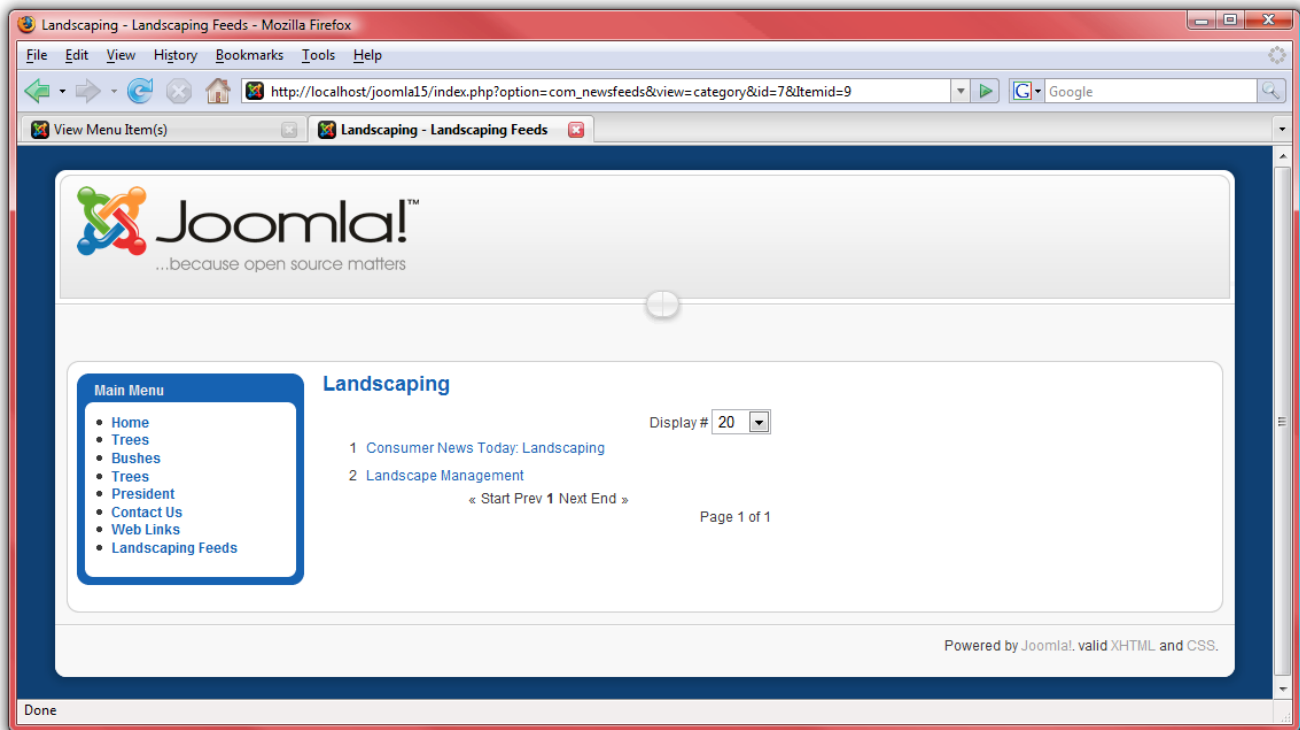 Landscaping - Landscaping Feeds - Mozilla Firefox
File Edit View History Bookmarks Tools Help
http://localhost/joomla15/index.php?option=com_newsfeeds&view=category&id=7&Itemid=9
G Google
View Menu Item(s)
Landscaping - Landscaping Feeds
Joomla!™
...because open source matters
Main Menu
Home
Trees
Bushes
Trees
President
Contact Us
Web Links
Landscaping Feeds
Landscaping
Display # 20
1 Consumer News Today: Landscaping
2 Landscape Management
« Start Prev 1 Next End »
Page 1 of 1
Powered by Joomla!. valid XHTML and CSS.
Done